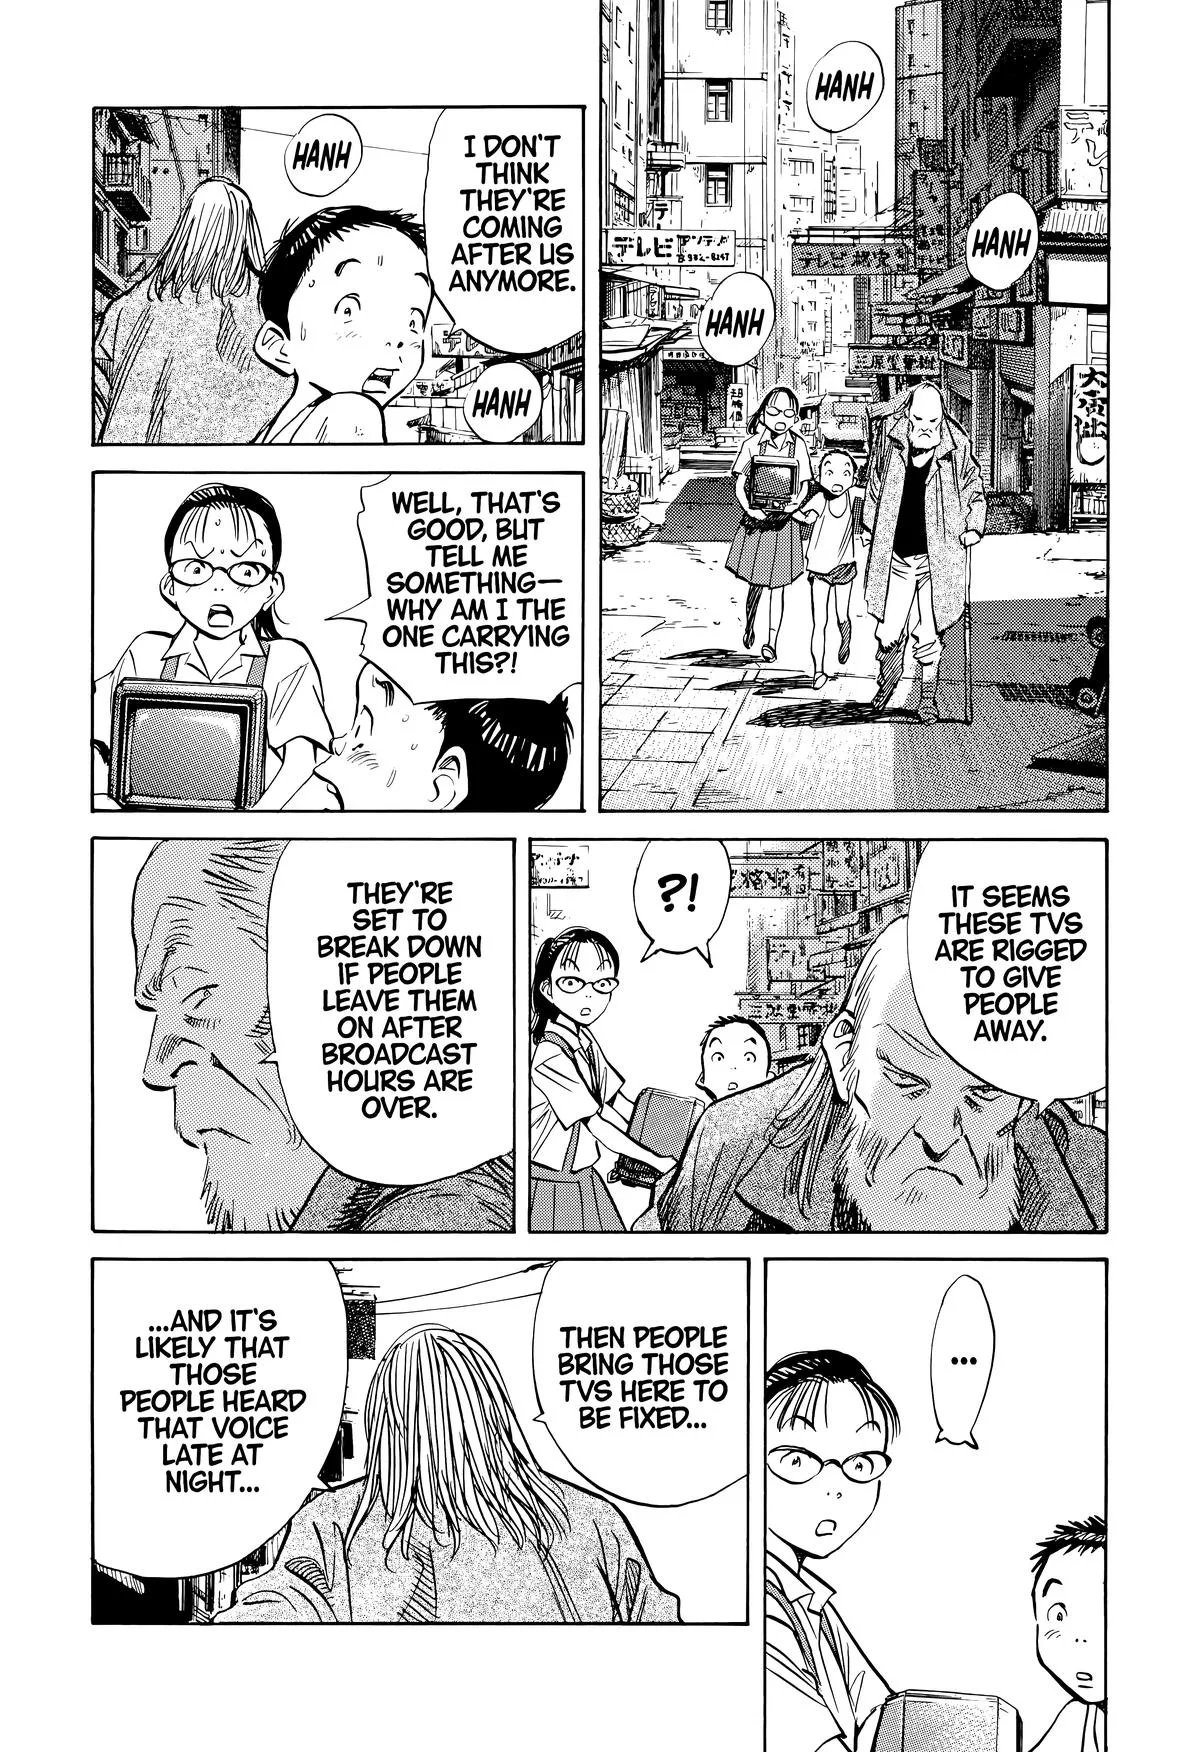 HANH
HANH
HANH
テレビ
大
I DON'T
THINK
THEY'RE
COMING
AFTER US
ANYMORE.
HANH
HANH
WELL, THAT'S
GOOD, BUT
TELL ME
SOMETHING—
WHY AM I THE
ONE CARRYING
THIS?!
IT SEEMS
THESE TVS
ARE RIGGED
TO GIVE
PEOPLE
AWAY.
?!
THEY'RE
SET TO
BREAK DOWN
IF PEOPLE
LEAVE THEM
ON AFTER
BROADCAST
HOURS ARE
OVER.
...
THEN PEOPLE
BRING THOSE
TVS HERE TO
BE FIXED...
...AND IT'S
LIKELY THAT
THOSE
PEOPLE HEARD
THAT VOICE
LATE AT
NIGHT...